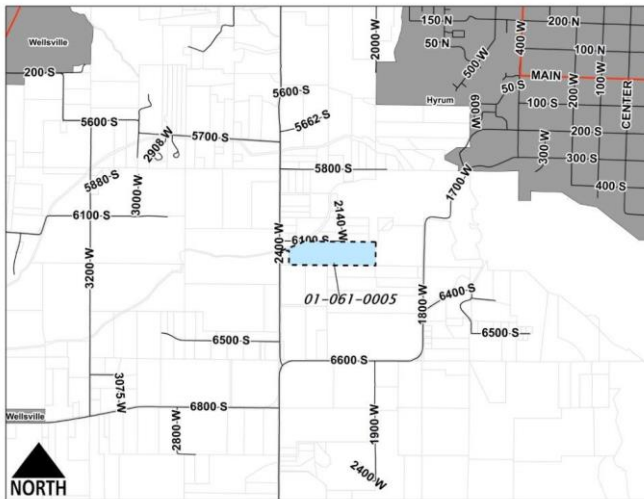 150 N
200 N
400 W
2000 W
Wellsville
50 N
500 W
100 N
200 W
100 W
CENTER
200 S
MAIN
50 S
5600 S
Hyrum
600 W
100 S
5600 S
5662 S
200 S
2908 W
5700 S
300 W
300 S
5800 S
1700 W
400 S
5880 S
3000 W
6100 S
2140 W
2400 W
6100 S
3200 W
01-061-0005
1800 W
6400 S
6500 S
6500 S
6600 S
3075 W
6800 S
1900 W
Wellsville
2800 W
2400 W
NORTH